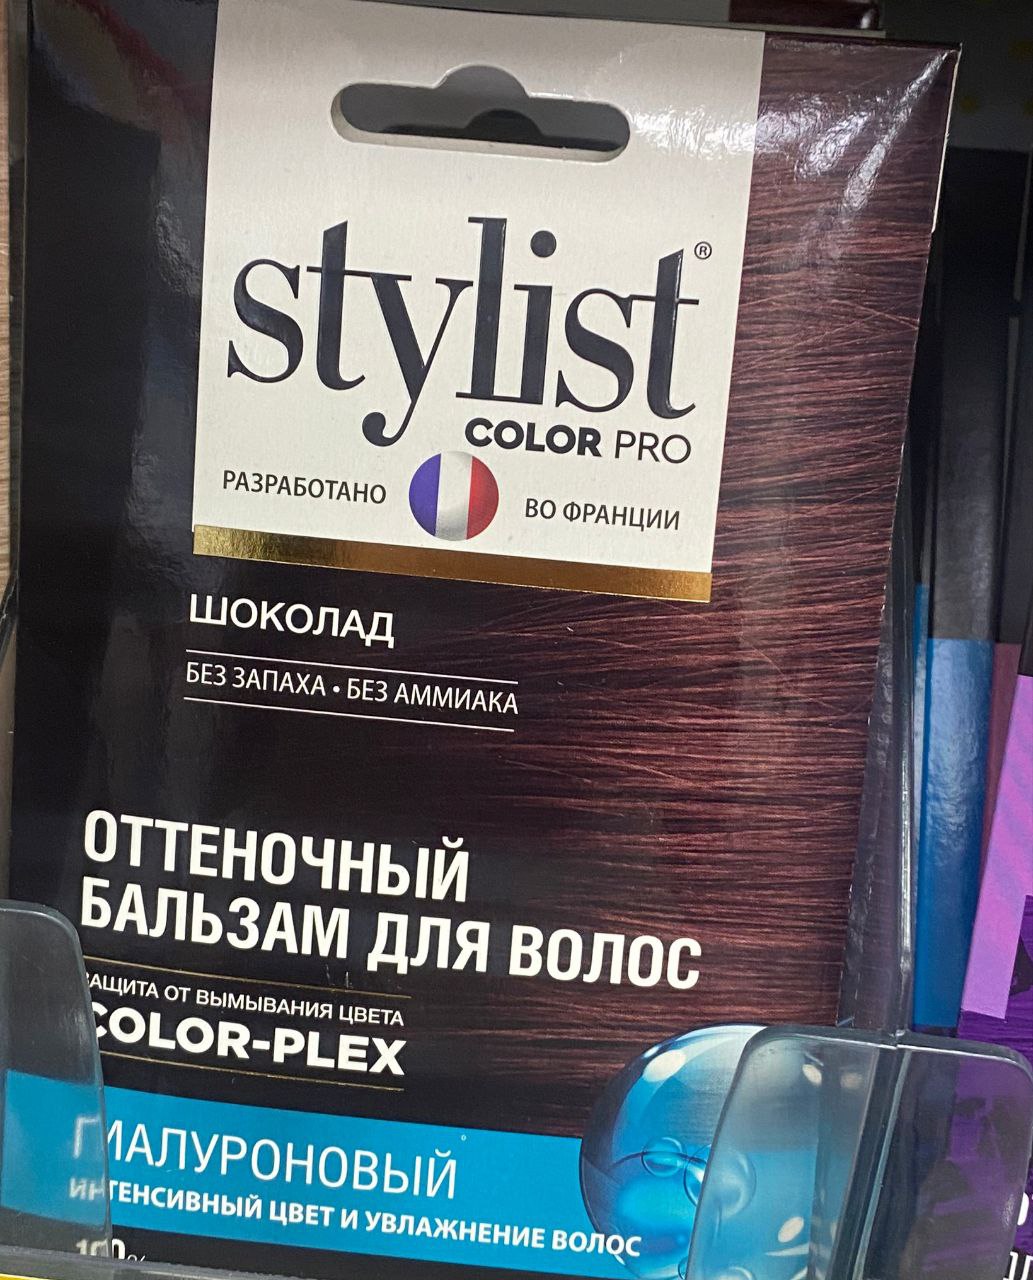 stylist®
COLOR PRO
РАЗРАБОТАНО ВО ФРАНЦИИ
ШОКОЛАД
БЕЗ ЗАПАХА • БЕЗ АММИАКА
ОТТЕНОЧНЫЙ
БАЛЬЗАМ ДЛЯ ВОЛОС
ЗАЩИТА ОТ ВЫМЫВАНИЯ ЦВЕТА
COLOR-PLEX
ГИАЛУРОНОВЫЙ
ИНТЕНСИВНЫЙ ЦВЕТ И УВЛАЖНЕНИЕ ВОЛОС